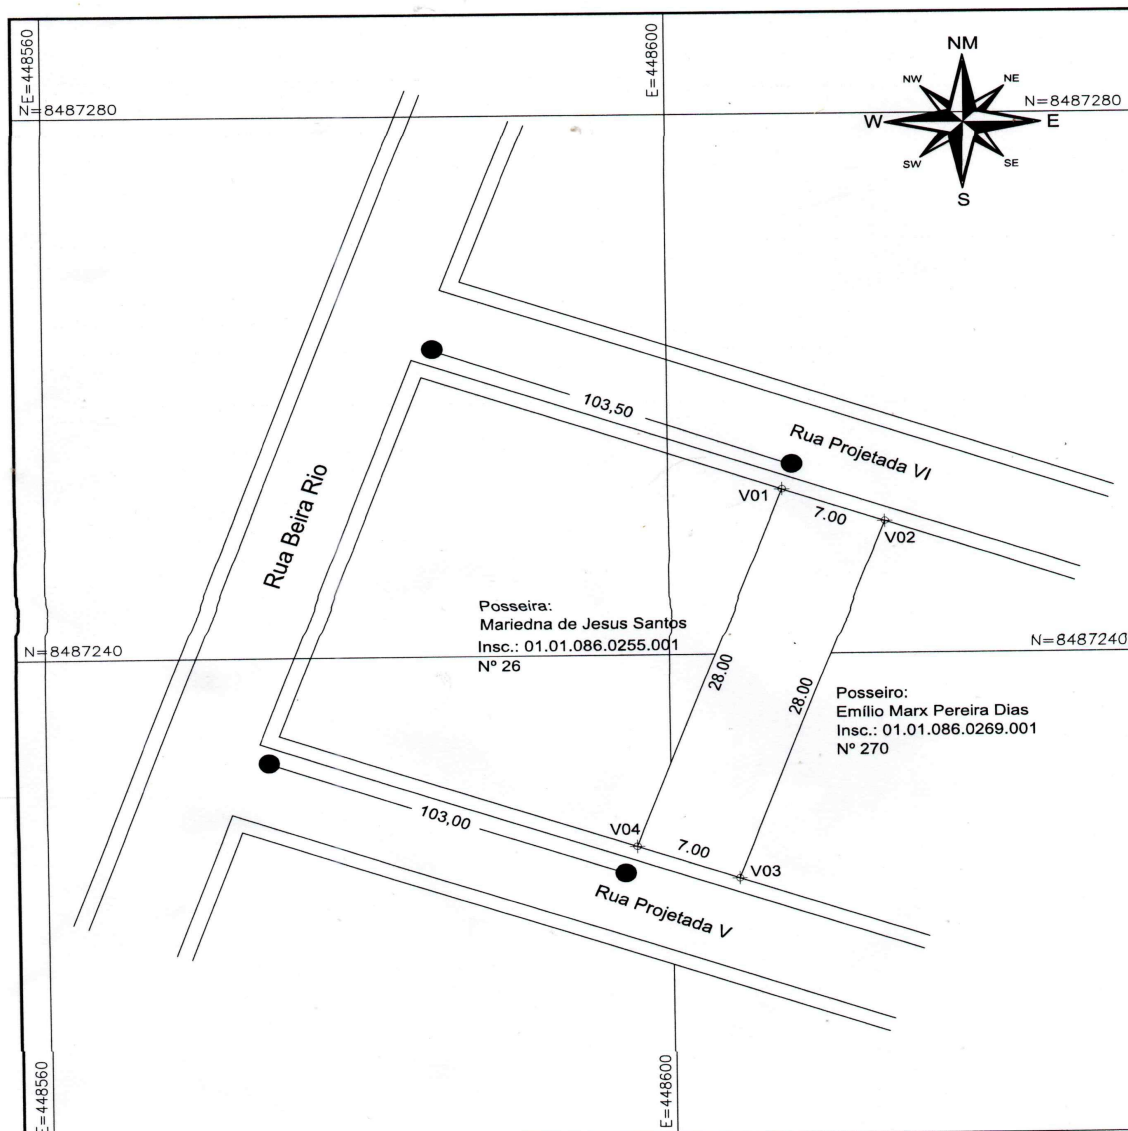 E=448560
E=448600
NM
NW
NE
N=8487280
N=8487280
W
E
SW
SE
S
103,50
Rua Projetada VI
V01
7.00
V02
Rua Beira Rio
Posseira:
Mariedna de Jesus Santos
Insc.: 01.01.086.0255.001
Nº 26
N=8487240
N=8487240
28.00
28.00
Posseiro:
Emílio Marx Pereira Dias
Insc.: 01.01.086.0269.001
Nº 270
103,00
V04
7.00
V03
Rua Projetada V
E=448560
E=448600